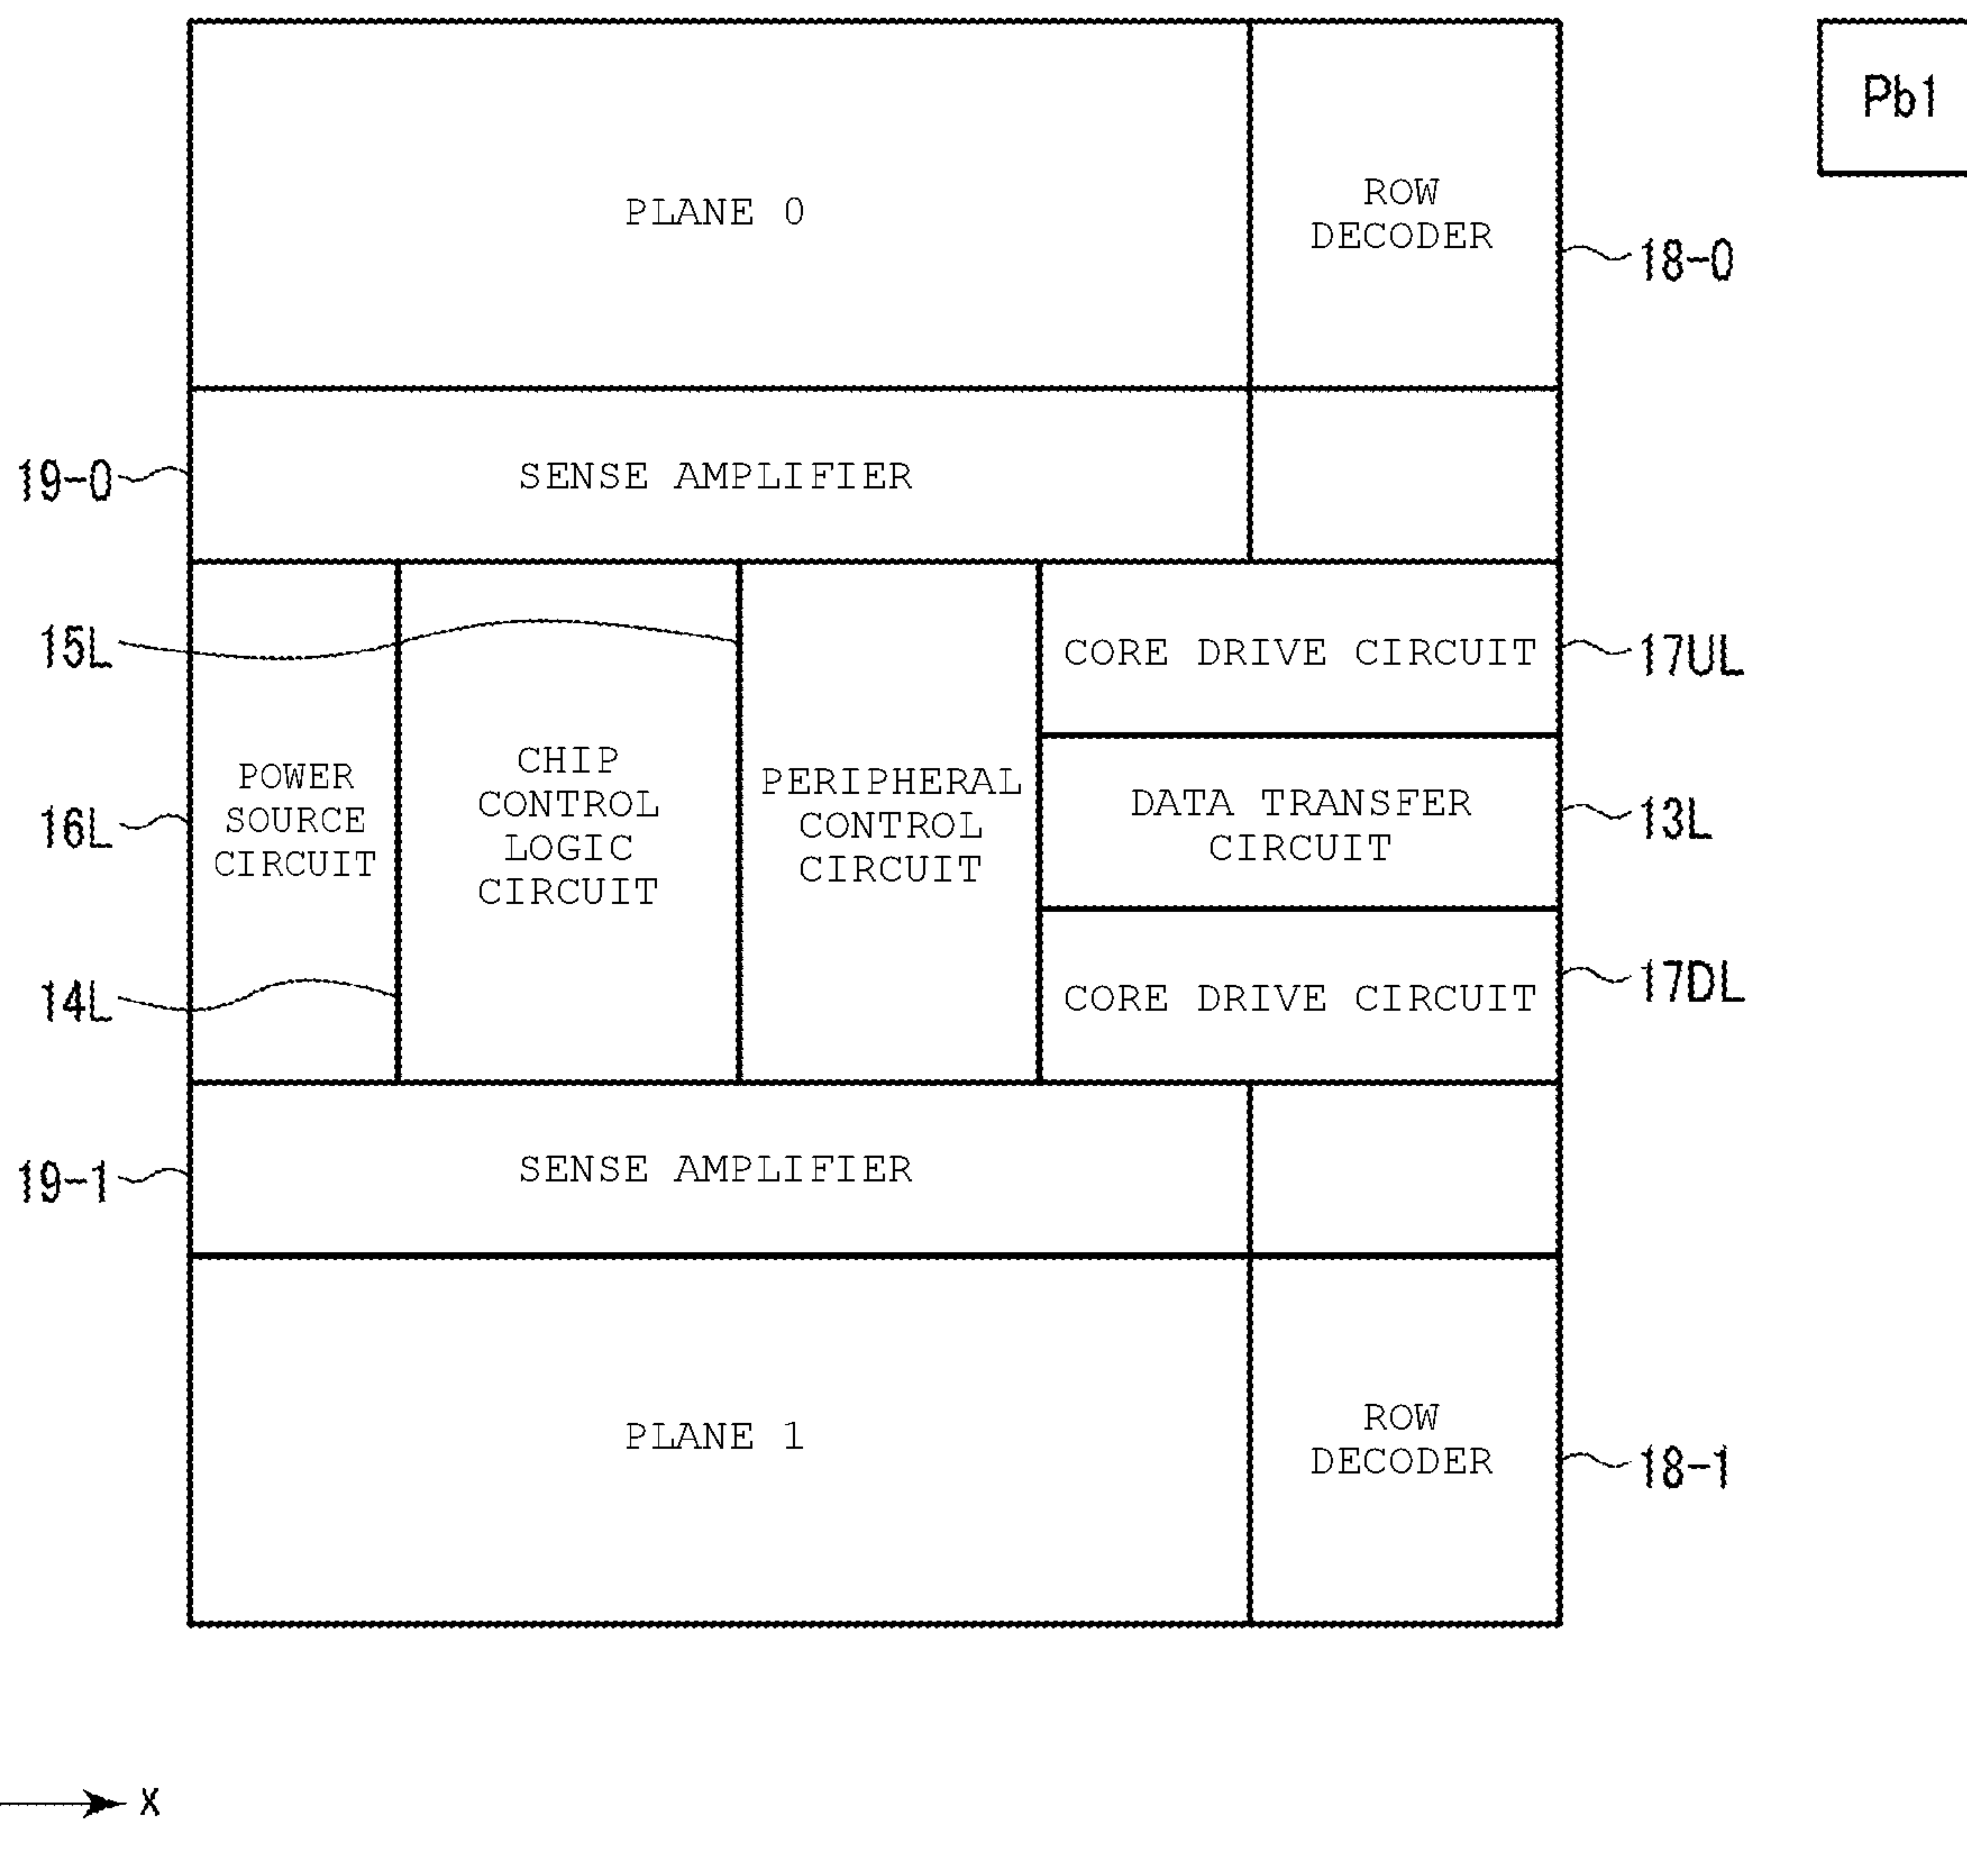 Pb1
PLANE 0
ROW
DECODER
18-0
19-0
SENSE AMPLIFIER
15L
CORE DRIVE CIRCUIT
17UL
16L
POWER
SOURCE
CIRCUIT
CHIP
CONTROL
LOGIC
CIRCUIT
PERIPHERAL
CONTROL
CIRCUIT
DATA TRANSFER
CIRCUIT
13L
14L
CORE DRIVE CIRCUIT
17DL
19-1
SENSE AMPLIFIER
PLANE 1
ROW
DECODER
18-1
X